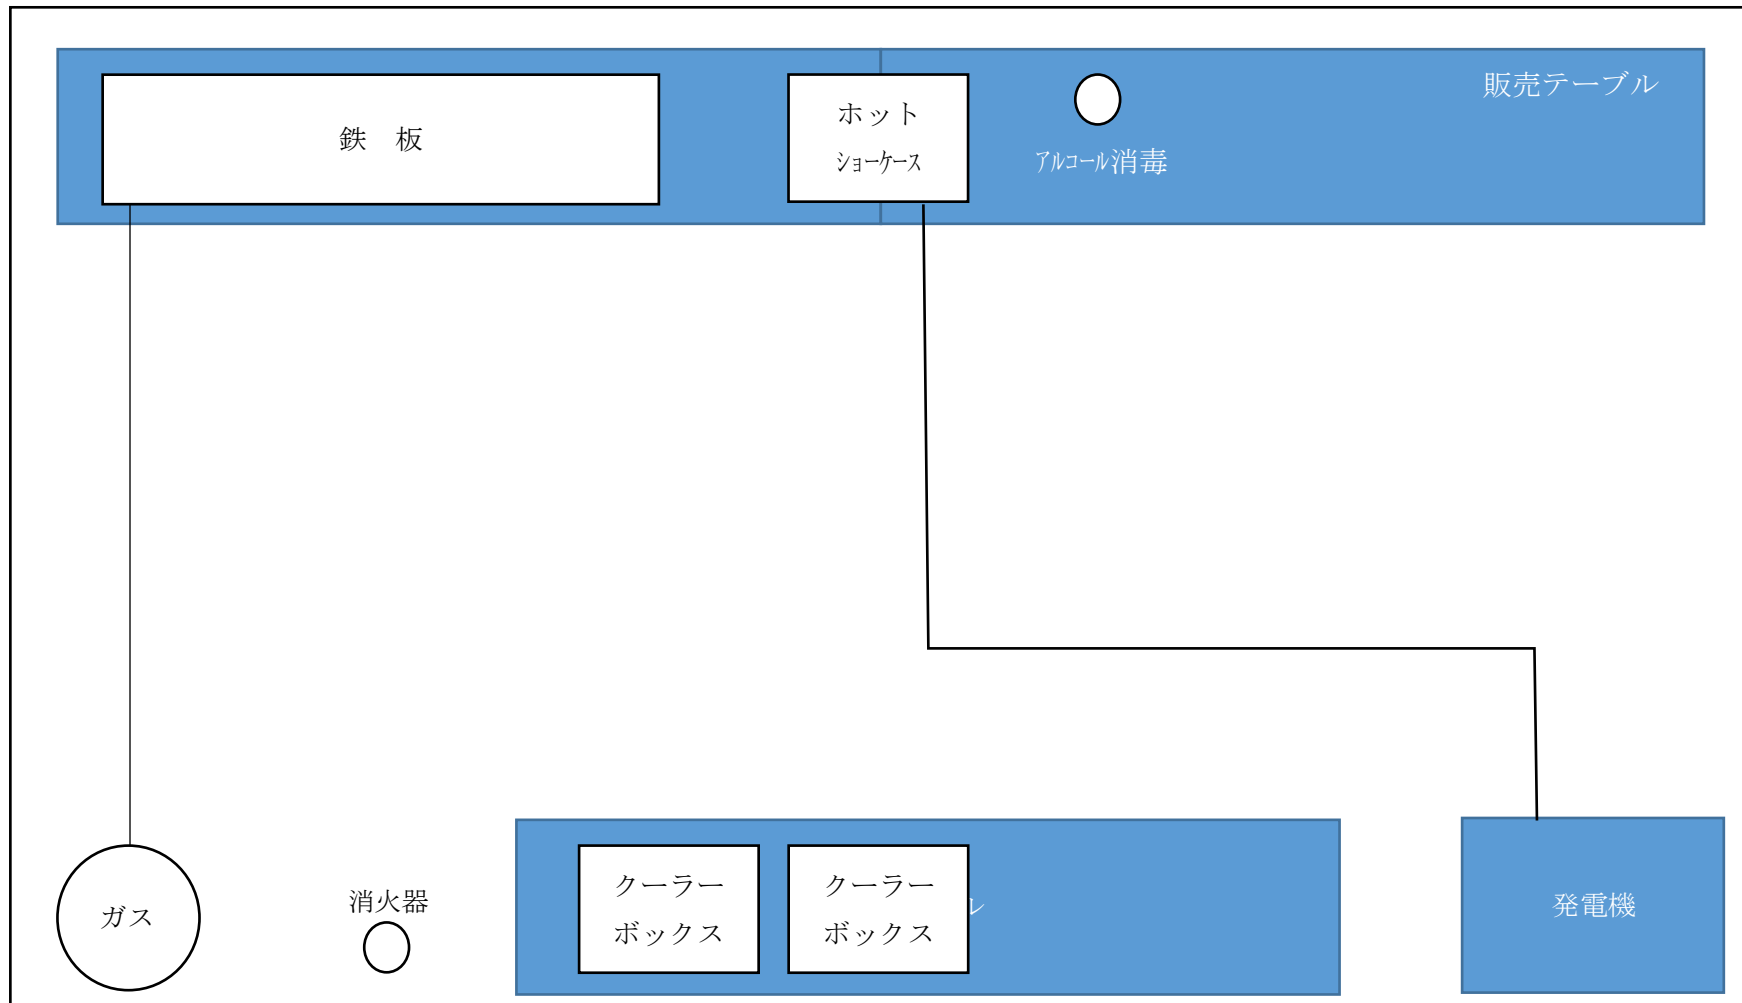 鉄　板
ホット
ｼｮｰｹｰｽ
ｱﾙｺｰﾙ消毒
販売テーブル
ガス
消火器
クーラー
ボックス
クーラー
ボックス
ル
発電機